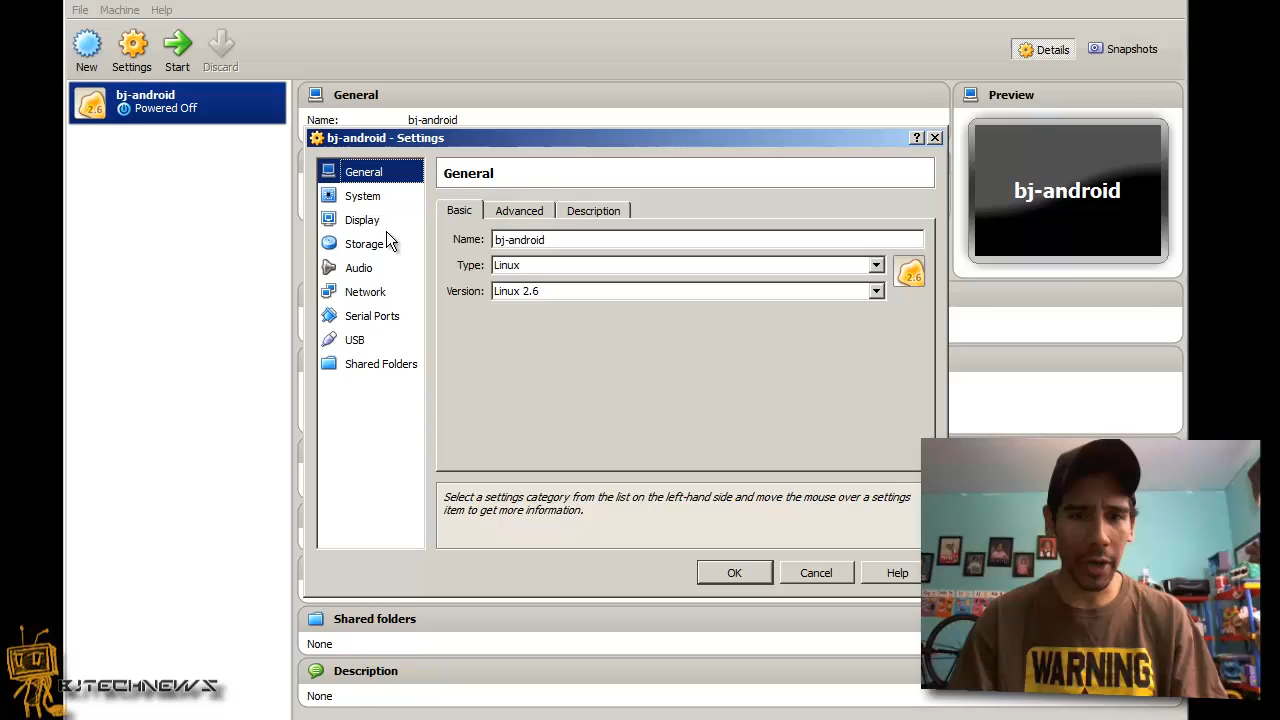 File Machine Help
New Settings Start Discard
Details Snapshots
bj-android
Powered Off
2.6
General
Name: bj-android
Preview
bj-android
bj-android - Settings
General
System
Display
Storage
Audio
Network
Serial Ports
USB
Shared Folders
General
Basic Advanced Description
Name: bj-android
Type: Linux
Version: Linux 2.6
2.6
Select a settings category from the list on the left-hand side and move the mouse over a settings
item to get more information.
OK Cancel Help
Shared folders
None
Description
None
BJTECHNEWS
WARNING